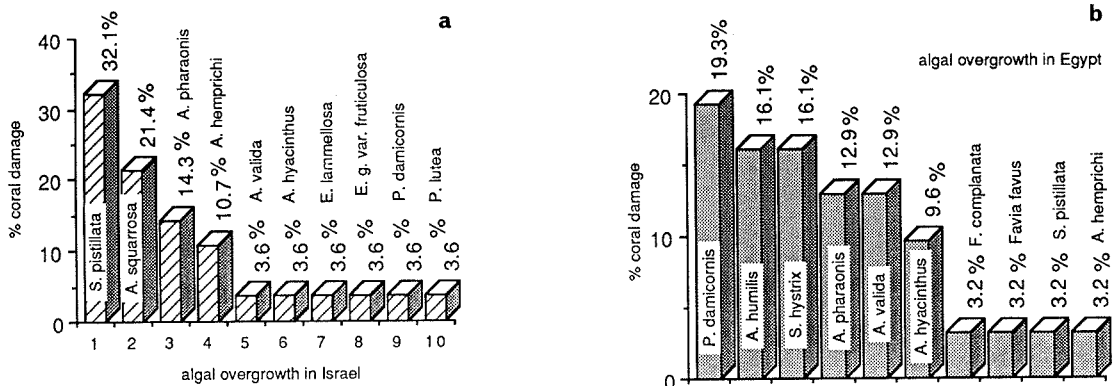 a
% coral damage
40
30
20
10
0
32.1%
21.4%
14.3% A. pharaonis
10.7% A. hemprichi
3.6 % A. valida
3.6 % A. hyacinthus
3.6 % E. lammellosa
3.6 % E. g. var. fruticulosa
3.6 % P. damicornis
3.6 % P. lutea
S. pistillata
A. squarrosa
1 2 3 4 5 6 7 8 9 10
algal overgrowth in Israel
b
algal overgrowth in Egypt
% coral damage
20
10
0
19.3%
16.1%
16.1%
12.9%
12.9%
9.6%
3.2 % F. complanata
3.2 % Favia favus
3.2 % S. pistillata
3.2 % A. hemprichi
P. damicornis
A. humilis
S. hystrix
A. pharaonis
A. valida
A. hyacinthus